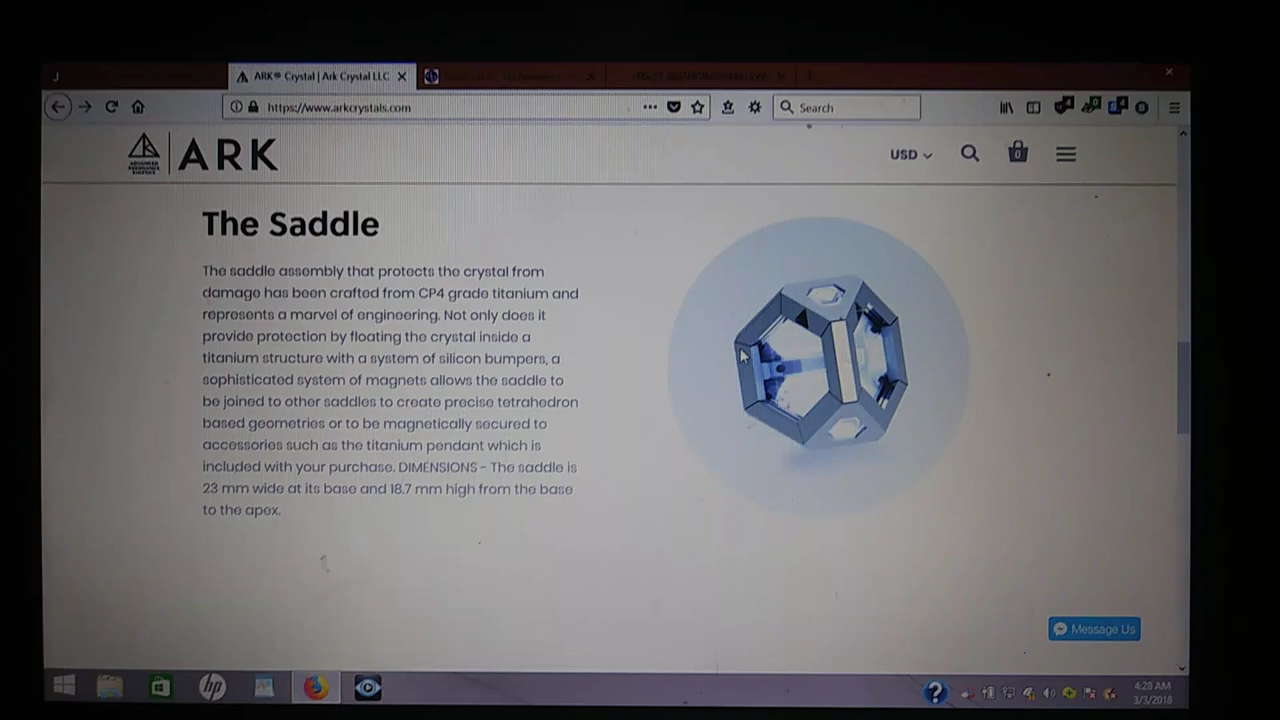 J
ARK® Crystal | Ark Crystal LLC
https://www.arkcrystals.com
Search
ARK
USD
0
The Saddle
The saddle assembly that protects the crystal from
damage has been crafted from CP4 grade titanium and
represents a marvel of engineering. Not only does it
provide protection by floating the crystal inside a
titanium structure with a system of silicon bumpers, a
sophisticated system of magnets allows the saddle to
be joined to other saddles to create precise tetrahedron
based geometries or to be magnetically secured to
accessories such as the titanium pendant which is
included with your purchase. DIMENSIONS - The saddle is
23 mm wide at its base and 18.7 mm high from the base
to the apex.
Message Us
hp
4:28 AM
3/3/2018